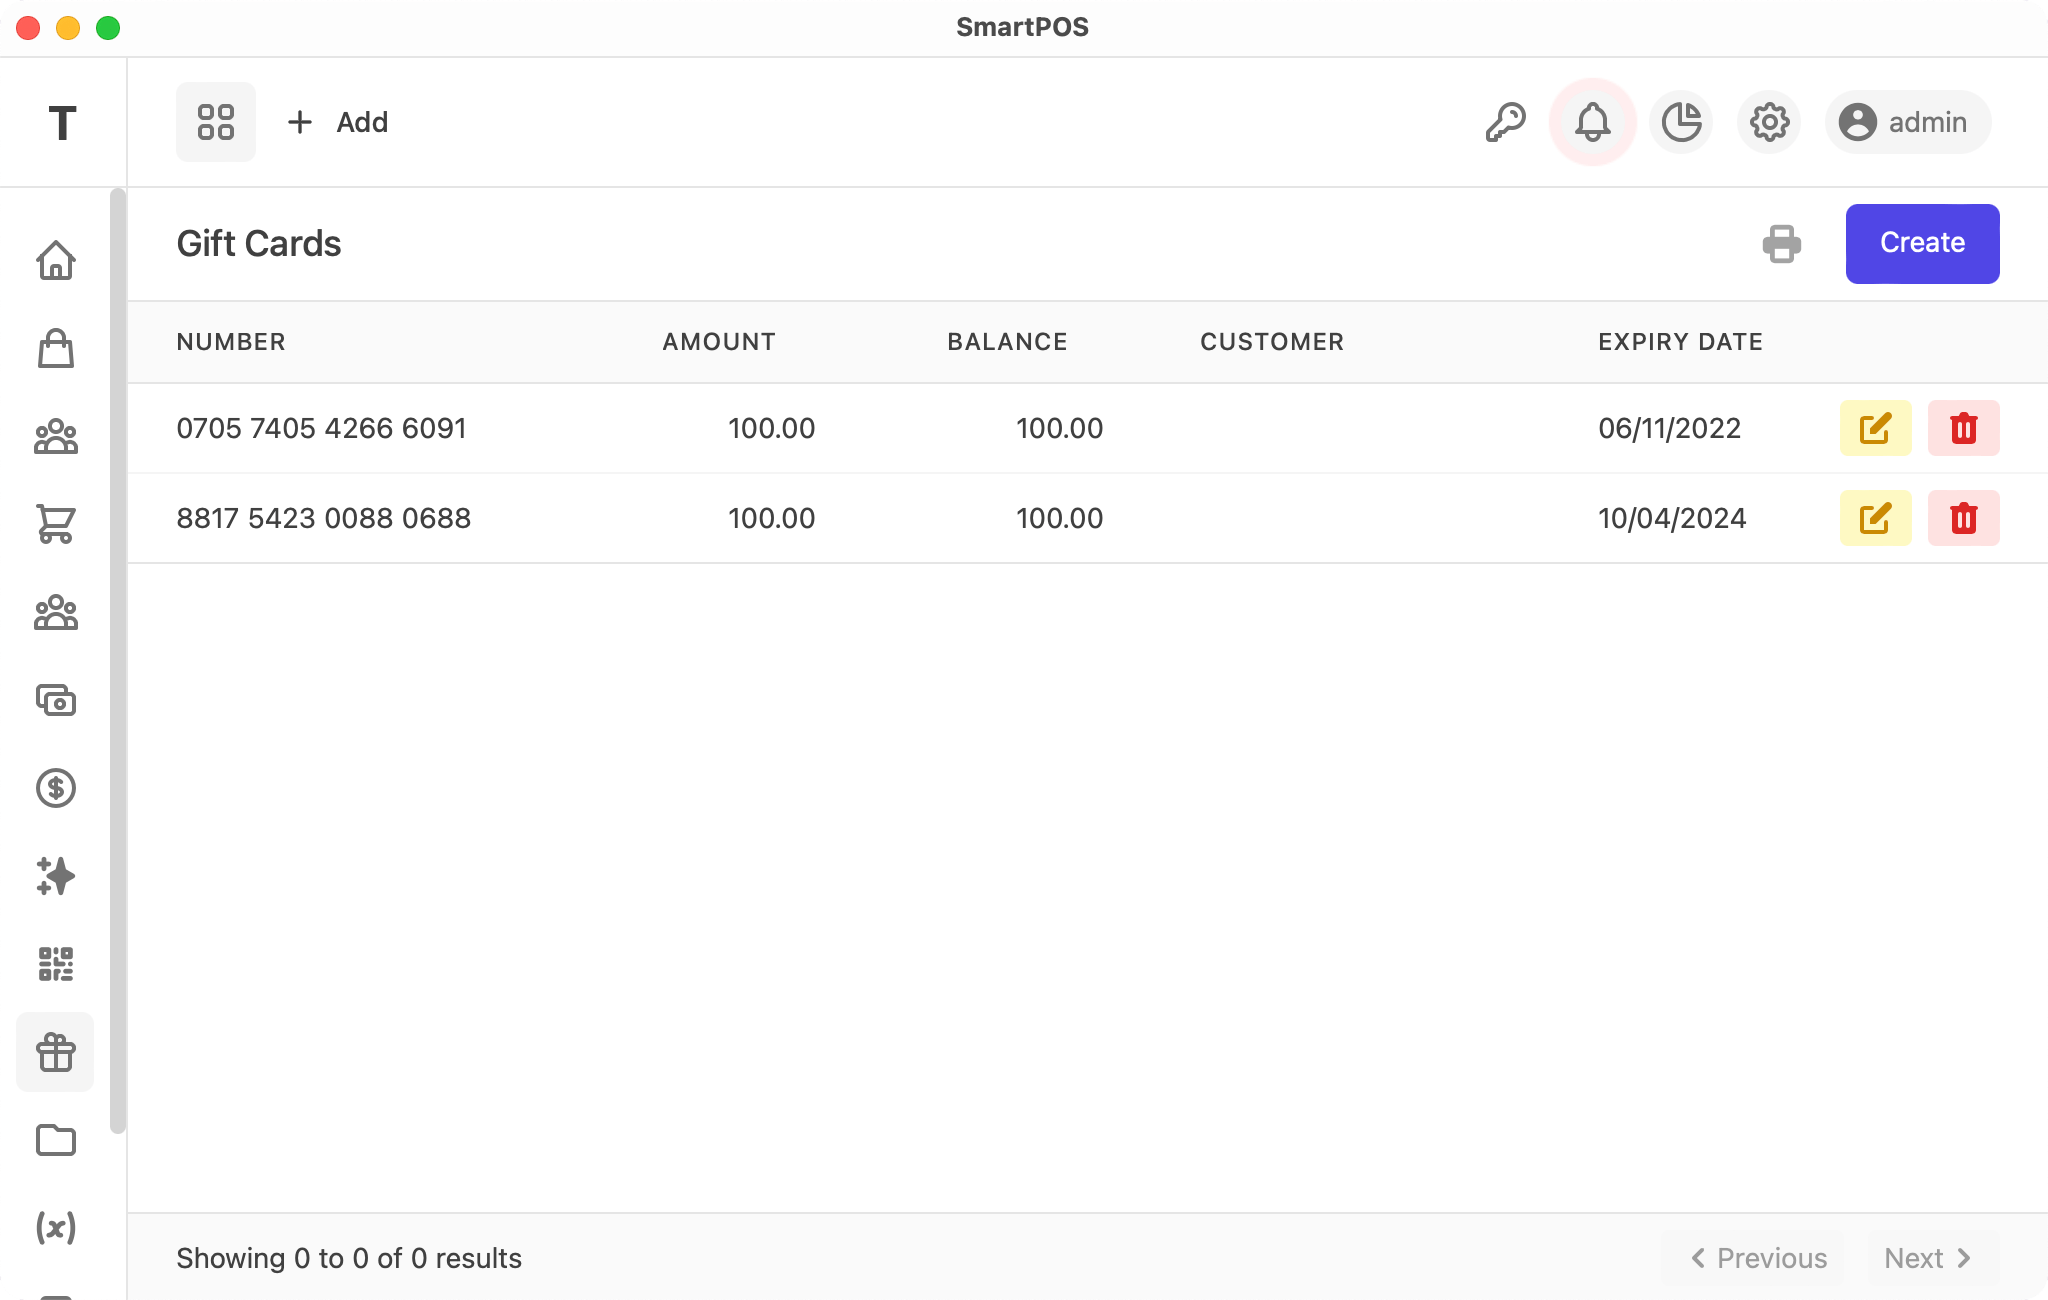 SmartPOS
T
Add
admin
Gift Cards
Create
NUMBER AMOUNT BALANCE CUSTOMER EXPIRY DATE
0705 7405 4266 6091 100.00 100.00 06/11/2022
8817 5423 0088 0688 100.00 100.00 10/04/2024
(x)
Showing 0 to 0 of 0 results
Previous Next